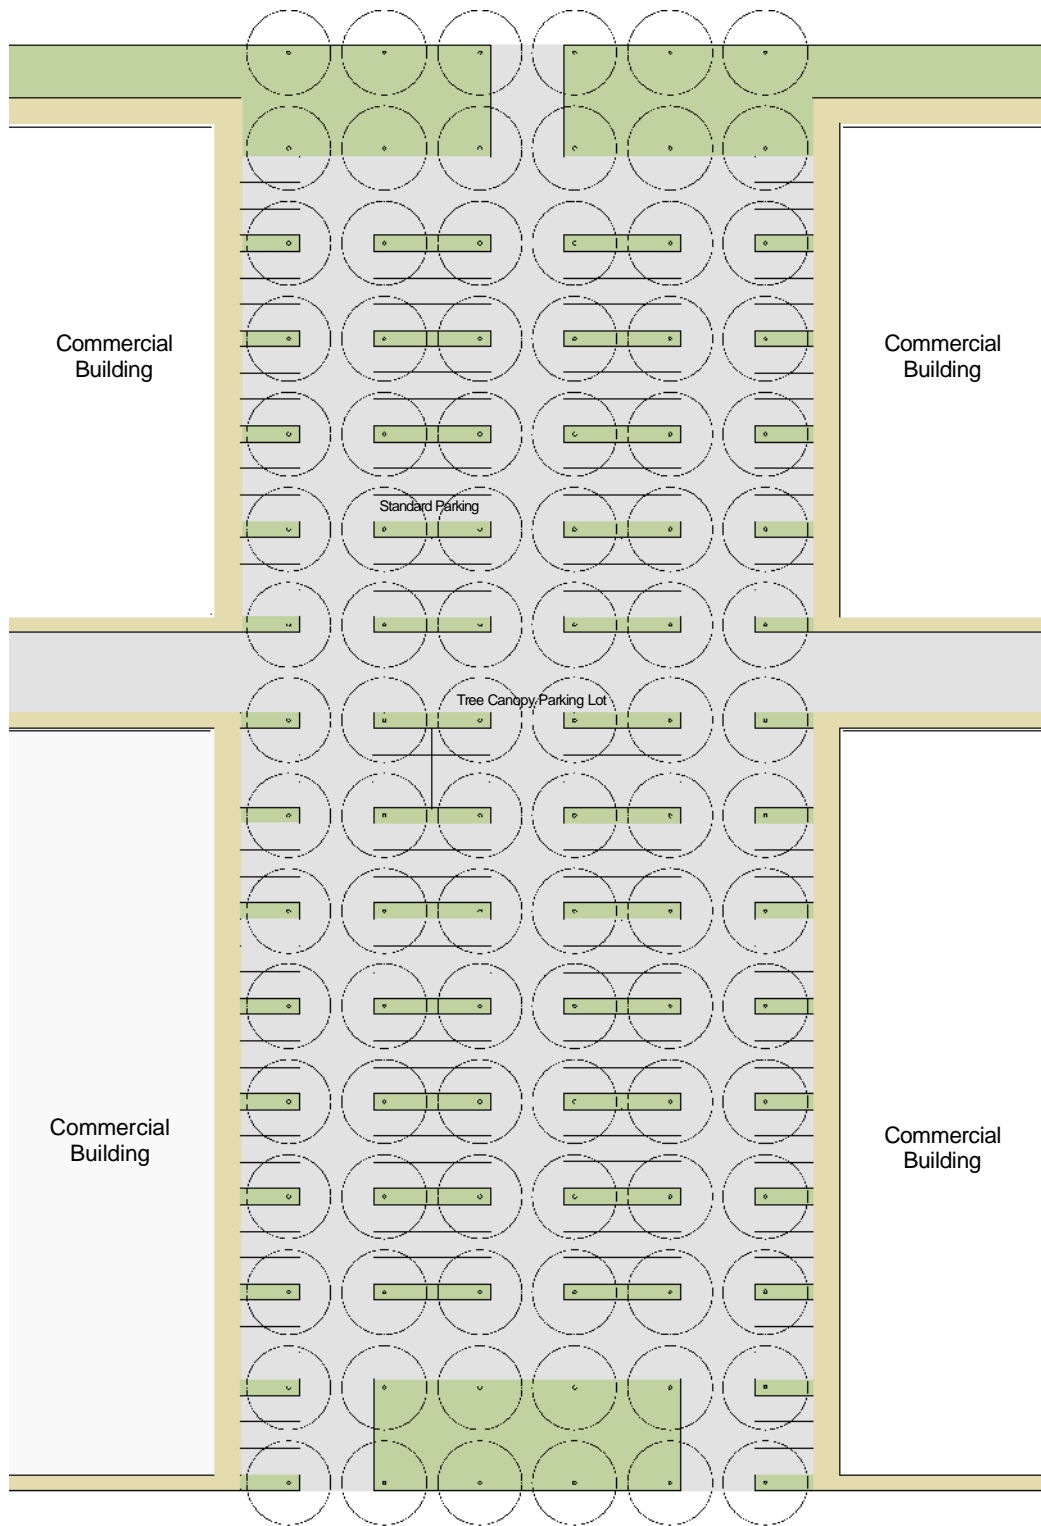 Commercial
Building
Commercial
Building
Standard Parking
Tree Canopy Parking Lot
Commercial
Building
Commercial
Building